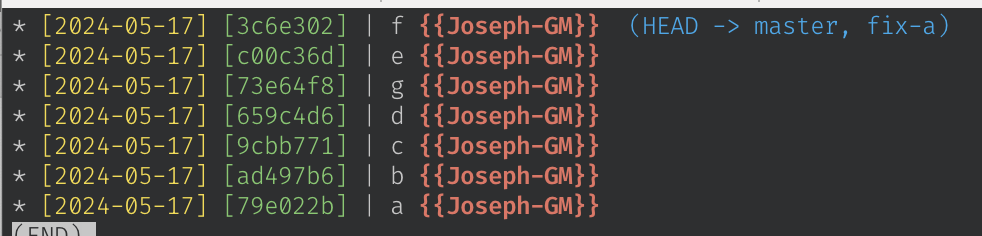 * [2024-05-17] [3c6e302] | f {{Joseph-GM}} (HEAD -> master, fix-a)
* [2024-05-17] [c00c36d] | e {{Joseph-GM}}
* [2024-05-17] [73e64f8] | g {{Joseph-GM}}
* [2024-05-17] [659c4d6] | d {{Joseph-GM}}
* [2024-05-17] [9cbb771] | c {{Joseph-GM}}
* [2024-05-17] [ad497b6] | b {{Joseph-GM}}
* [2024-05-17] [79e022b] | a {{Joseph-GM}}
(END)